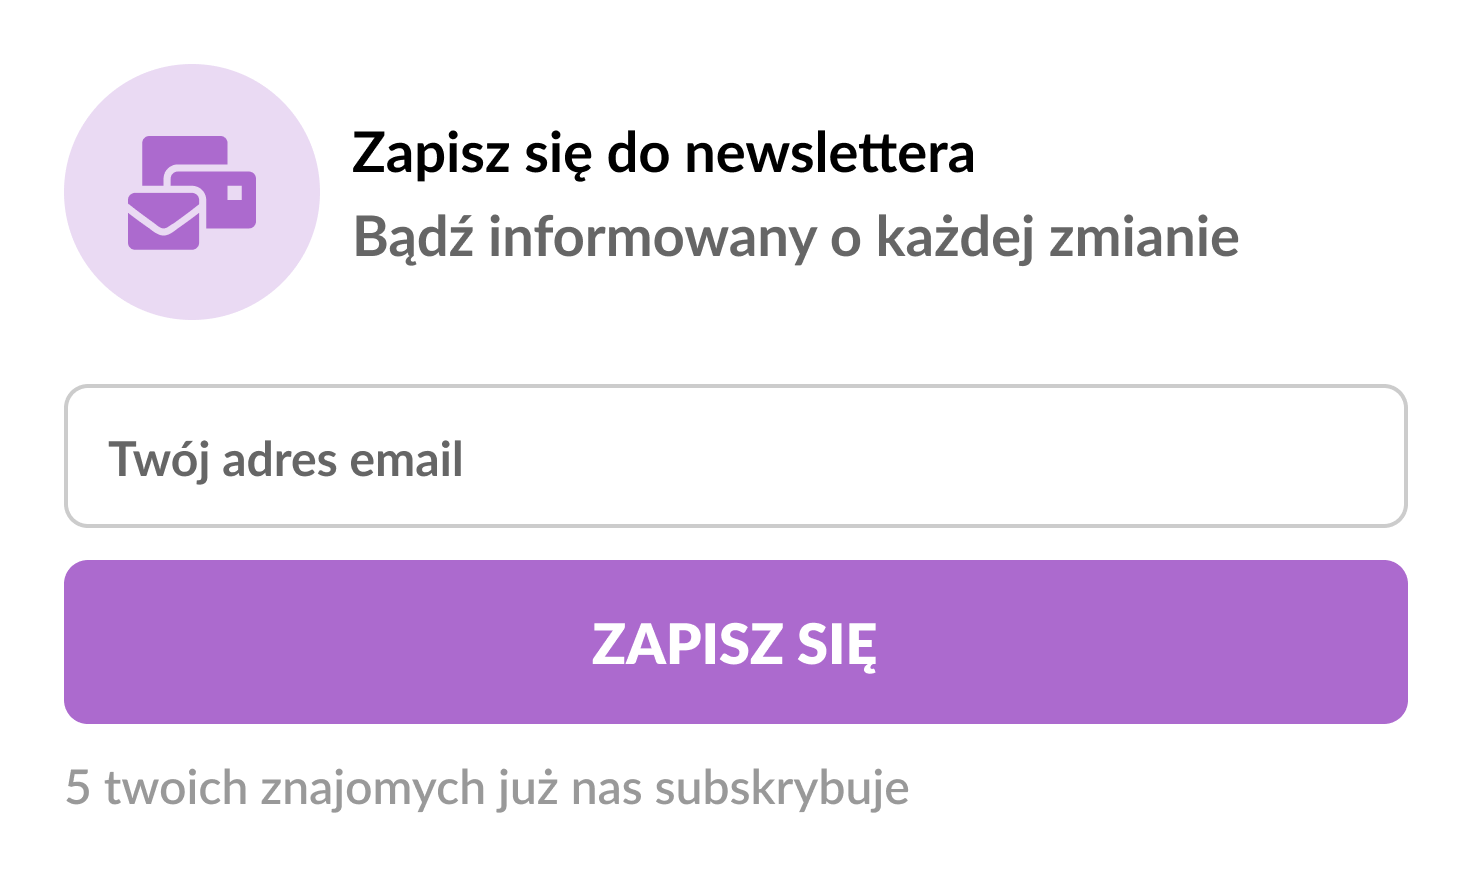 Zapisz się do newslettera
Bądź informowany o każdej zmianie
Twój adres email
ZAPISZ SIĘ
5 twoich znajomych już nas subskrybuje